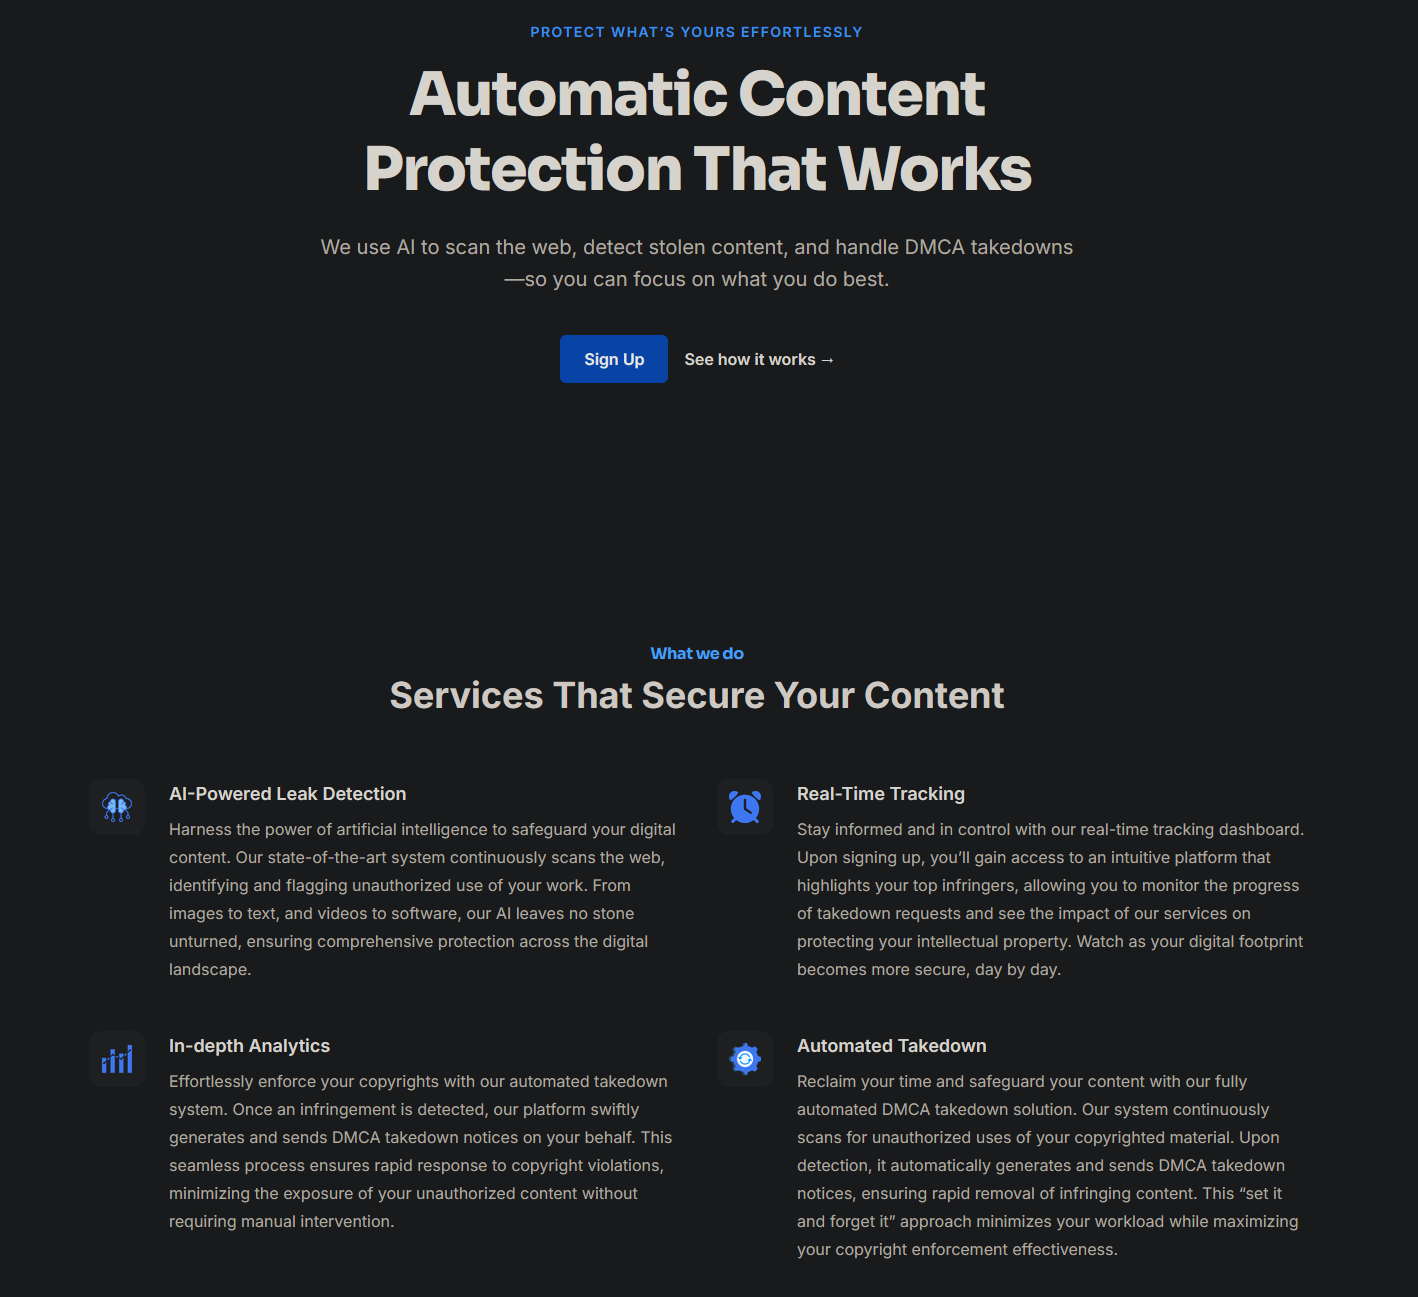 PROTECT WHAT'S YOURS EFFORTLESSLY
Automatic Content
Protection That Works
We use AI to scan the web, detect stolen content, and handle DMCA takedowns
—so you can focus on what you do best.
Sign Up
See how it works →
What we do
Services That Secure Your Content
AI-Powered Leak Detection
Harness the power of artificial intelligence to safeguard your digital
content. Our state-of-the-art system continuously scans the web,
identifying and flagging unauthorized use of your work. From
images to text, and videos to software, our AI leaves no stone
unturned, ensuring comprehensive protection across the digital
landscape.
Real-Time Tracking
Stay informed and in control with our real-time tracking dashboard.
Upon signing up, you’ll gain access to an intuitive platform that
highlights your top infringers, allowing you to monitor the progress
of takedown requests and see the impact of our services on
protecting your intellectual property. Watch as your digital footprint
becomes more secure, day by day.
In-depth Analytics
Effortlessly enforce your copyrights with our automated takedown
system. Once an infringement is detected, our platform swiftly
generates and sends DMCA takedown notices on your behalf. This
seamless process ensures rapid response to copyright violations,
minimizing the exposure of your unauthorized content without
requiring manual intervention.
Automated Takedown
Reclaim your time and safeguard your content with our fully
automated DMCA takedown solution. Our system continuously
scans for unauthorized uses of your copyrighted material. Upon
detection, it automatically generates and sends DMCA takedown
notices, ensuring rapid removal of infringing content. This “set it
and forget it” approach minimizes your workload while maximizing
your copyright enforcement effectiveness.